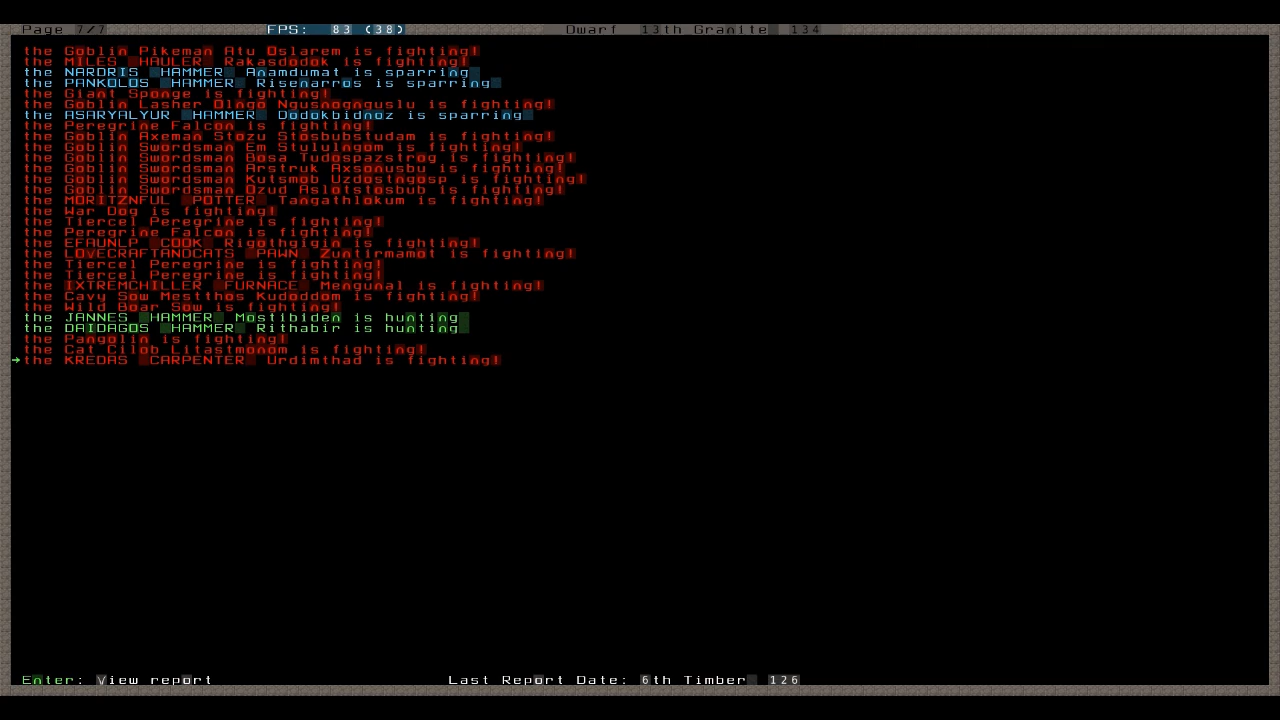 Page 7/7 FPS: 83 (38) Dwarf 13th Granite 134
the Goblin Pikeman Atu Oslarem is fighting!
the MILES HAULER Rakasdodok is fighting!
the NARDRIS HAMMER Anamdumat is sparring
the PANKOLOS HAMMER Risenarros is sparring
the Giant Sponge is fighting!
the Goblin Lasher Olngo Ngusnognguslu is fighting!
the ASARYALYUR HAMMER Dodokbidnoz is sparring
the Peregrine Falcon is fighting!
the Goblin Axeman Stozu Stosbubstudam is fighting!
the Goblin Swordsman Em Stululngom is fighting!
the Goblin Swordsman Bosa Tudospazstrog is fighting!
the Goblin Swordsman Arstruk Axsonusbu is fighting!
the Goblin Swordsman Kutsmob Uzdostngosp is fighting!
the Goblin Swordsman Ozud Aslotstosbub is fighting!
the MORITZNFUL POTTER Tangathlokum is fighting!
the War Dog is fighting!
the Tiercel Peregrine is fighting!
the Peregrine Falcon is fighting!
the EFAUNLP COOK Rigothgigin is fighting!
the LOVECRAFTANDCATS PAWN Zuntirmamot is fighting!
the Tiercel Peregrine is fighting!
the Tiercel Peregrine is fighting!
the IXTREMCHILLER FURNACE Mengunal is fighting!
the Cavy Sow Mestthos Kudoddom is fighting!
the Wild Boar Sow is fighting!
the JANNES HAMMER Mostibiden is hunting
the DAIDAGOS HAMMER Rithabir is hunting
the Pangolin is fighting!
the Cat Cilob Litastmonom is fighting!
the KREDAS CARPENTER Urdimthad is fighting!
Enter: View report Last Report Date: 6th Timber 126